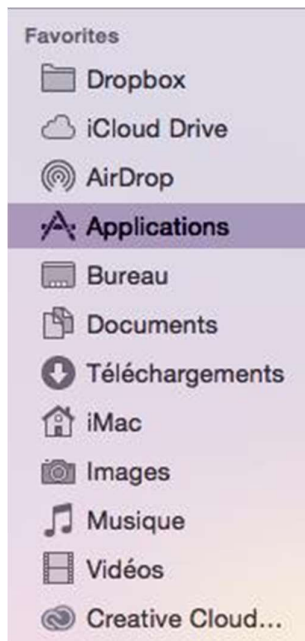 Favorites
Dropbox
iCloud Drive
AirDrop
Applications
Bureau
Documents
Téléchargements
iMac
Images
Musique
Vidéos
Creative Cloud...